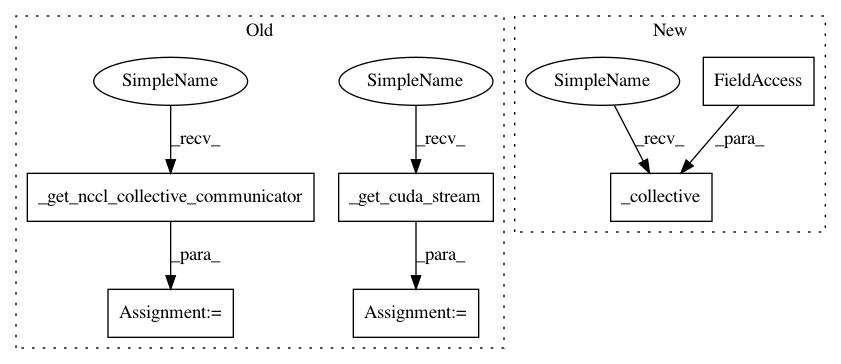 Old
New
SimpleName
SimpleName
SimpleName
FieldAccess
_recv_
_recv_
_recv_
_para_
_get_nccl_collective_communicator
_get_cuda_stream
_collective
_para_
_para_
Assignment:=
Assignment:=